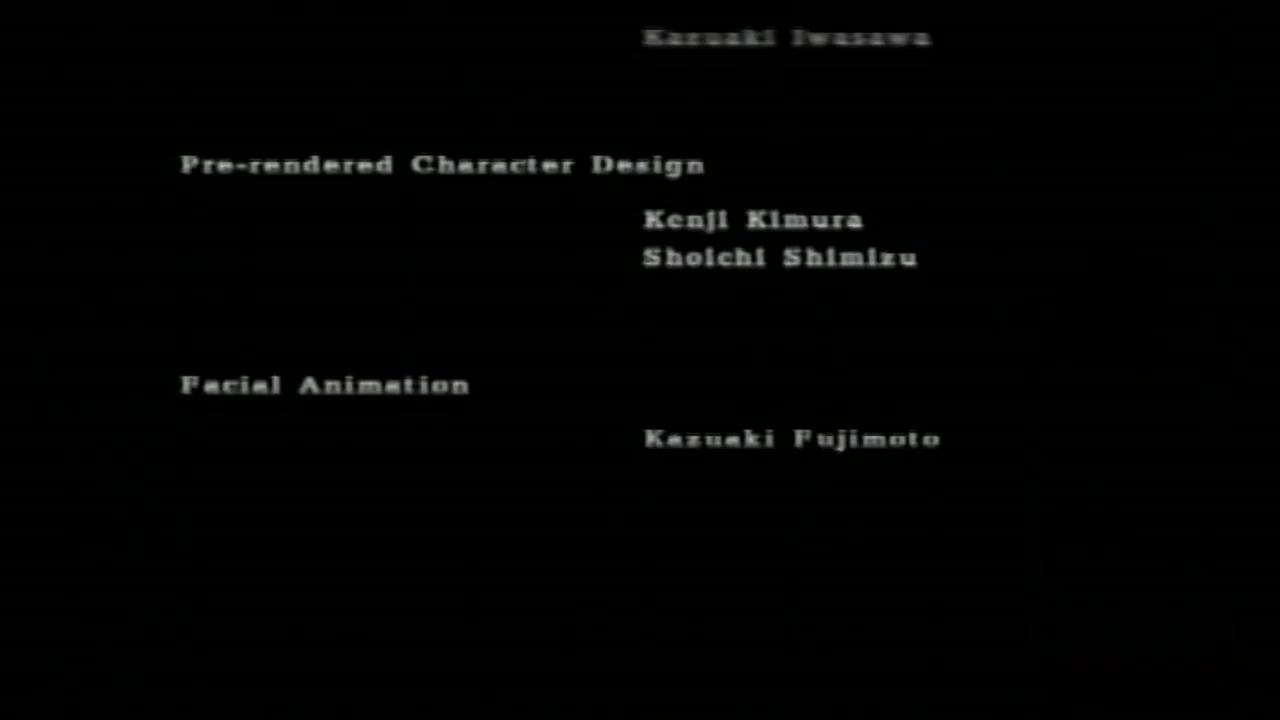 Kazuaki Iwasawa
Pre-rendered Character Design
Kenji Kimura
Shoichi Shimizu
Facial Animation
Kazuaki Fujimoto